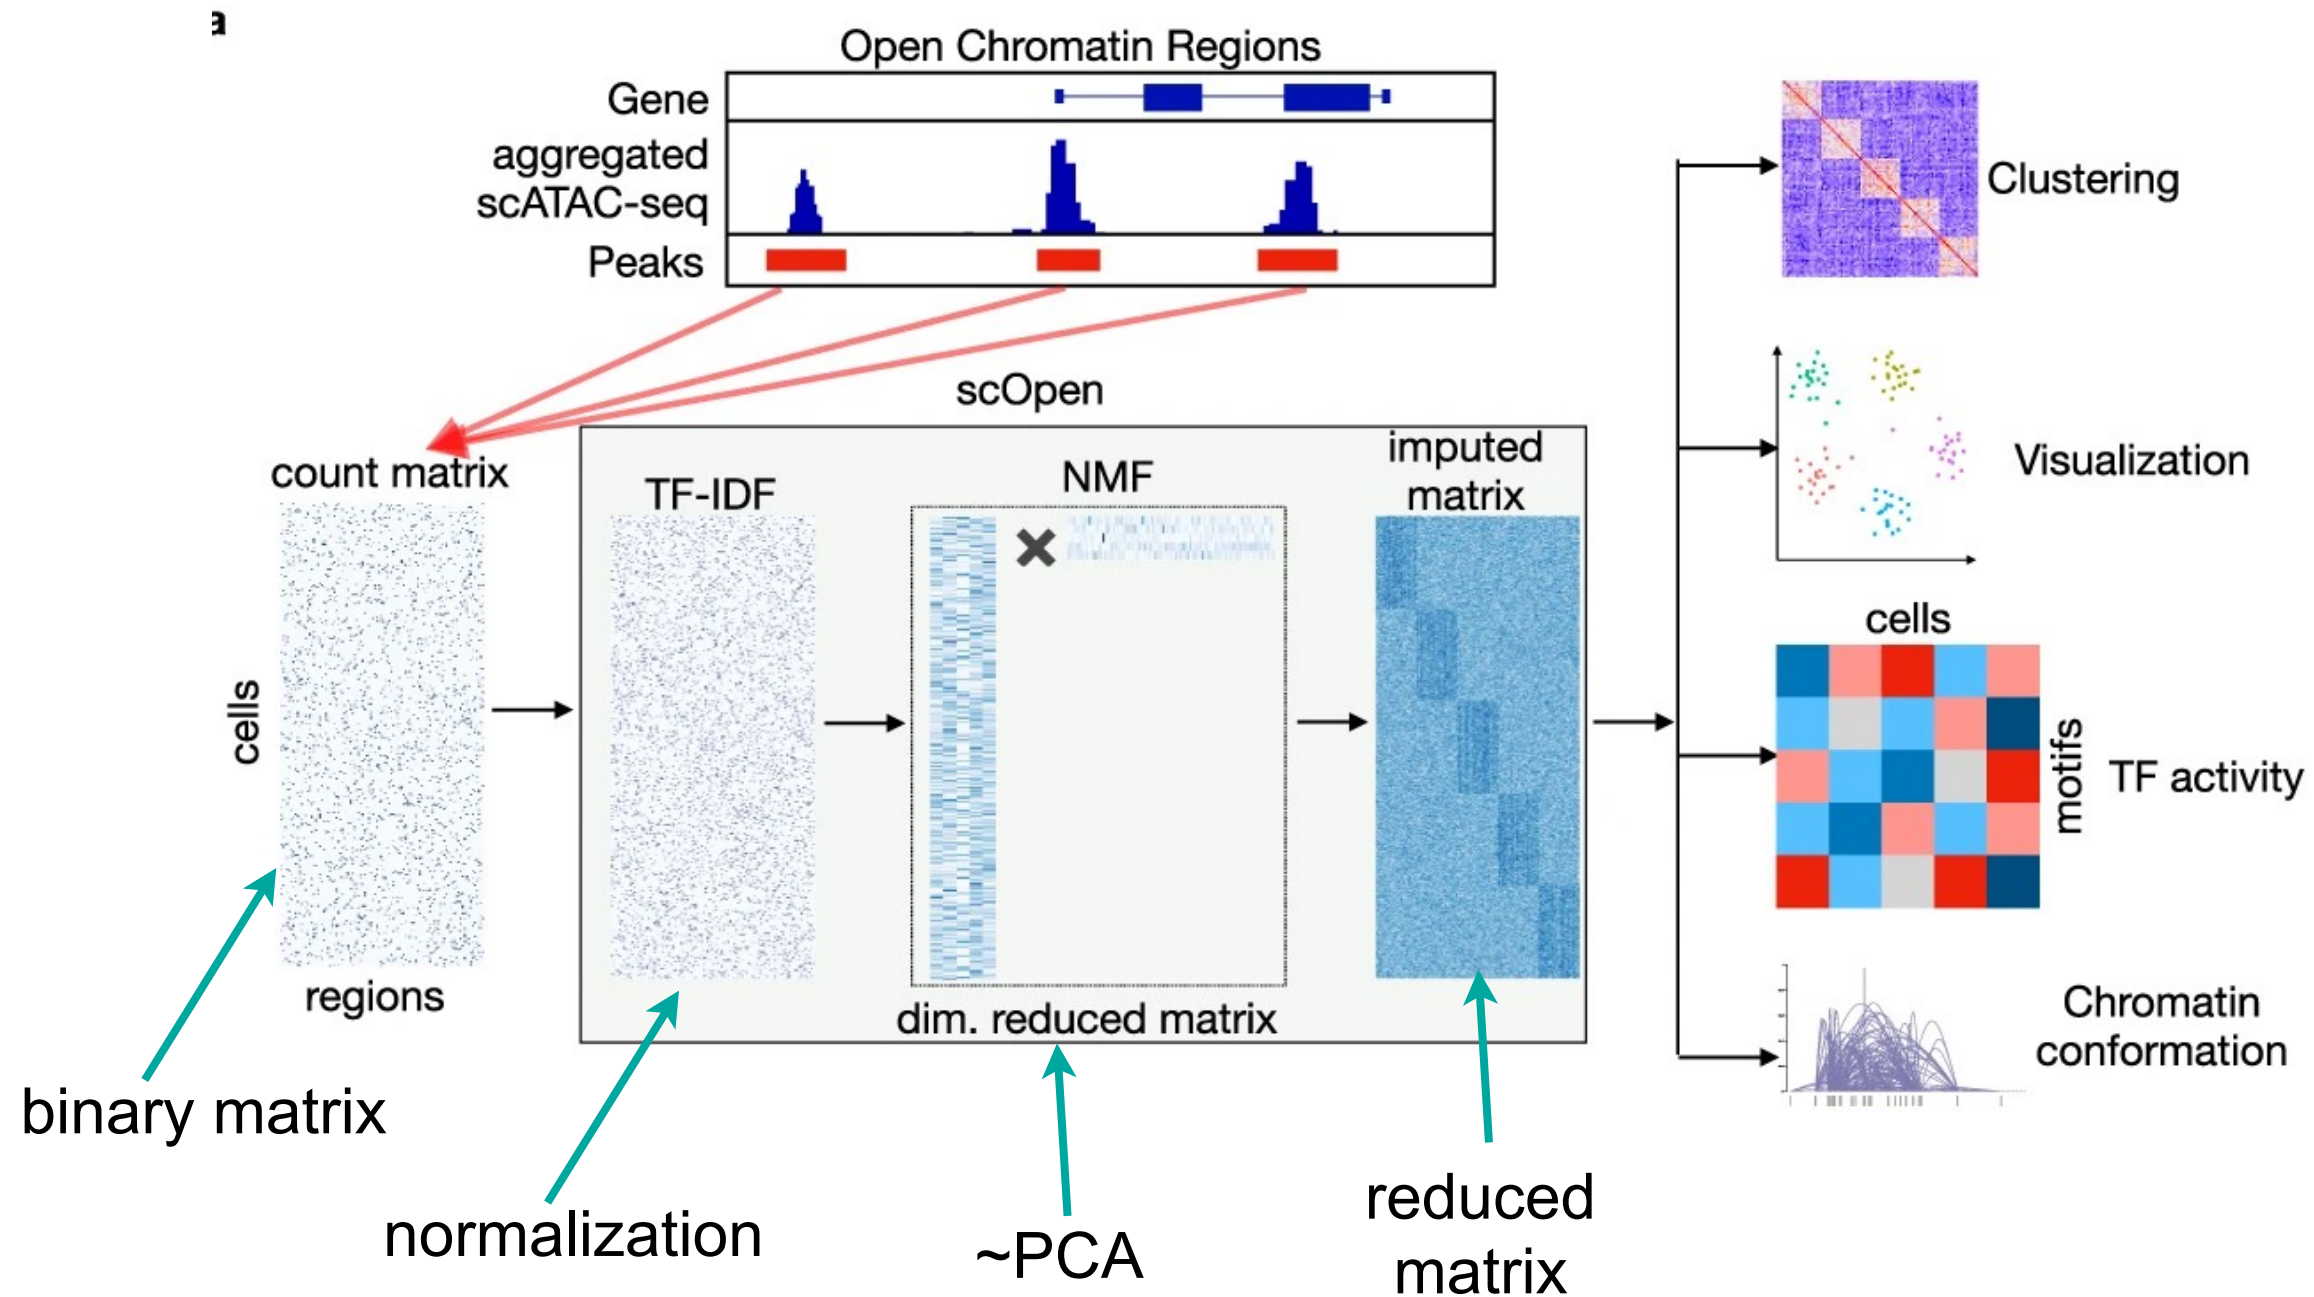 a
Open Chromatin Regions
Gene
aggregated
scATAC-seq
Peaks
scOpen
count matrix
TF-IDF
NMF
imputed
matrix
cells
regions
dim. reduced matrix
Clustering
Visualization
cells
motifs
TF activity
Chromatin
conformation
binary matrix
normalization
~PCA
reduced
matrix